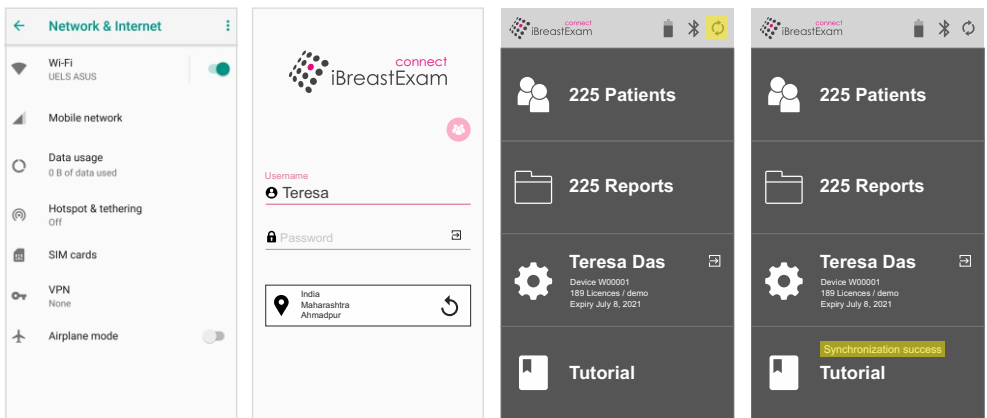 Network & Internet
Wi-Fi
UELS ASUS
Mobile network
Data usage
0 B of data used
Hotspot & tethering
Off
SIM cards
VPN
None
Airplane mode
connect
iBreastExam
Username
Teresa
Password
India
Maharashtra
Ahmadpur
connect
iBreastExam
225 Patients
225 Reports
Teresa Das
Device W00001
189 Licences / demo
Expiry July 8, 2021
Tutorial
connect
iBreastExam
225 Patients
225 Reports
Teresa Das
Device W00001
189 Licences / demo
Expiry July 8, 2021
Synchronization success
Tutorial